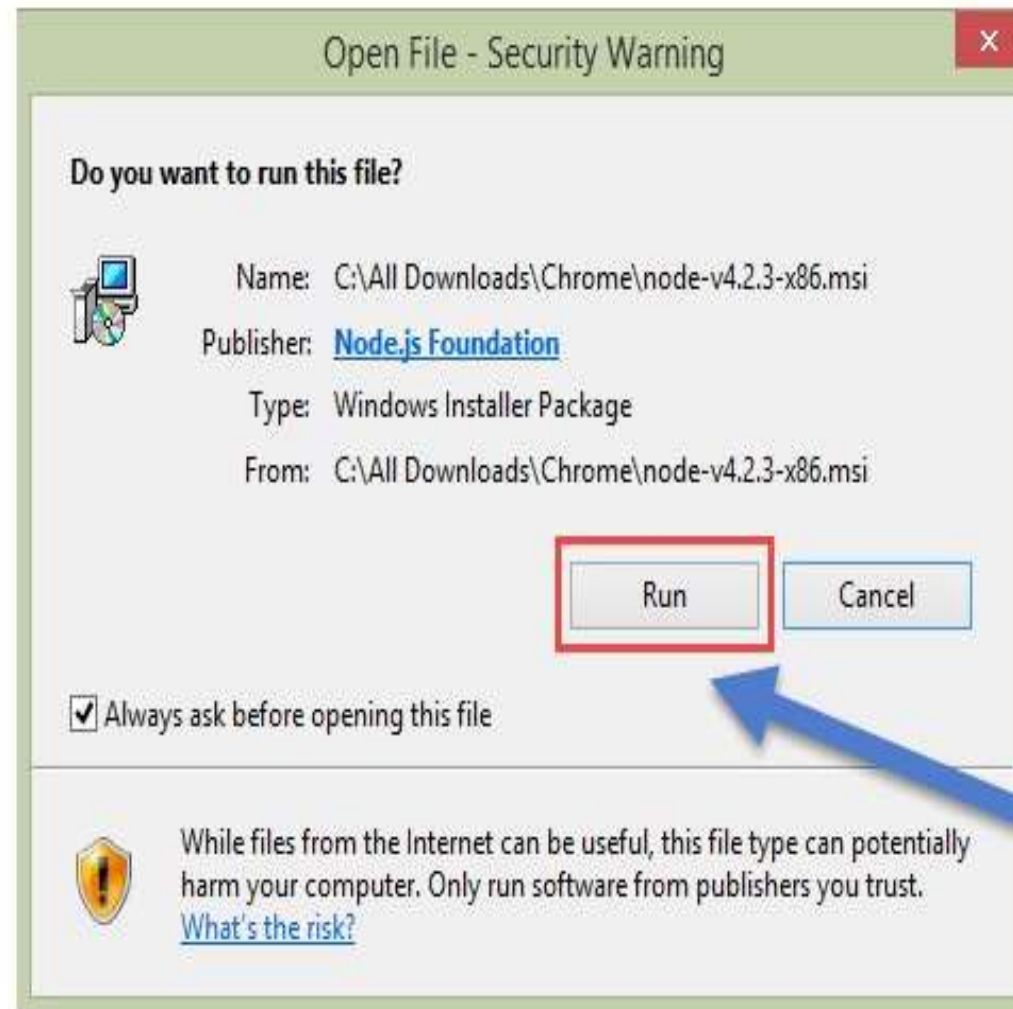 Open File - Security Warning
x
Do you want to run this file?
Name: C:\All Downloads\Chrome\node-v4.2.3-x86.msi
Publisher: Node.js Foundation
Type: Windows Installer Package
From: C:\All Downloads\Chrome\node-v4.2.3-x86.msi
Run Cancel
Always ask before opening this file
While files from the Internet can be useful, this file type can potentially
harm your computer. Only run software from publishers you trust.
What's the risk?